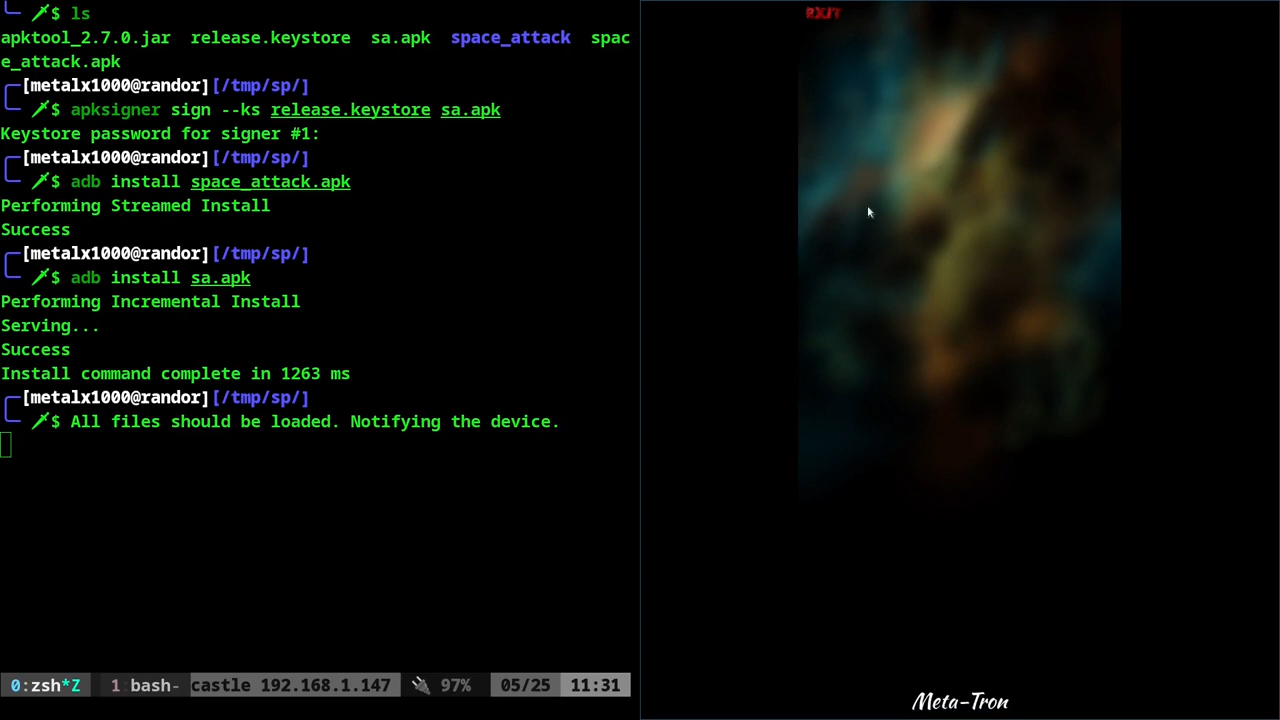 ls
apktool_2.7.0.jar  release.keystore  sa.apk  space_attack  spac
e_attack.apk
[metalx1000@randor][/tmp/sp/]
$ apksigner sign --ks release.keystore sa.apk
Keystore password for signer #1:
[metalx1000@randor][/tmp/sp/]
$ adb install space_attack.apk
Performing Streamed Install
Success
[metalx1000@randor][/tmp/sp/]
$ adb install sa.apk
Performing Incremental Install
Serving...
Success
Install command complete in 1263 ms
[metalx1000@randor][/tmp/sp/]
$ All files should be loaded. Notifying the device.
0:zsh*Z  1:bash-  castle 192.168.1.147  97%  05/25  11:31
EXIT
Meta-Tron